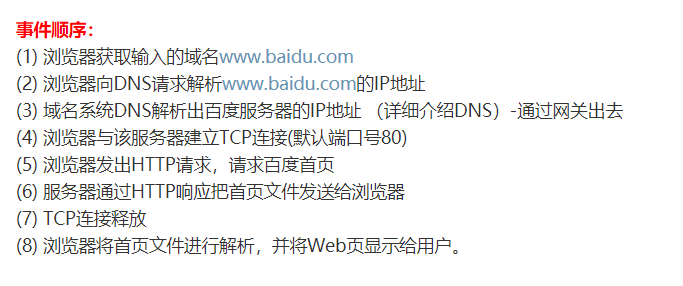 事件顺序：
(1) 浏览器获取输入的域名www.baidu.com
(2) 浏览器向DNS请求解析www.baidu.com的IP地址
(3) 域名系统DNS解析出百度服务器的IP地址 （详细介绍DNS）-通过网关出去
(4) 浏览器与该服务器建立TCP连接(默认端口号80)
(5) 浏览器发出HTTP请求，请求百度首页
(6) 服务器通过HTTP响应把首页文件发送给浏览器
(7) TCP连接释放
(8) 浏览器将首页文件进行解析，并将Web页显示给用户。